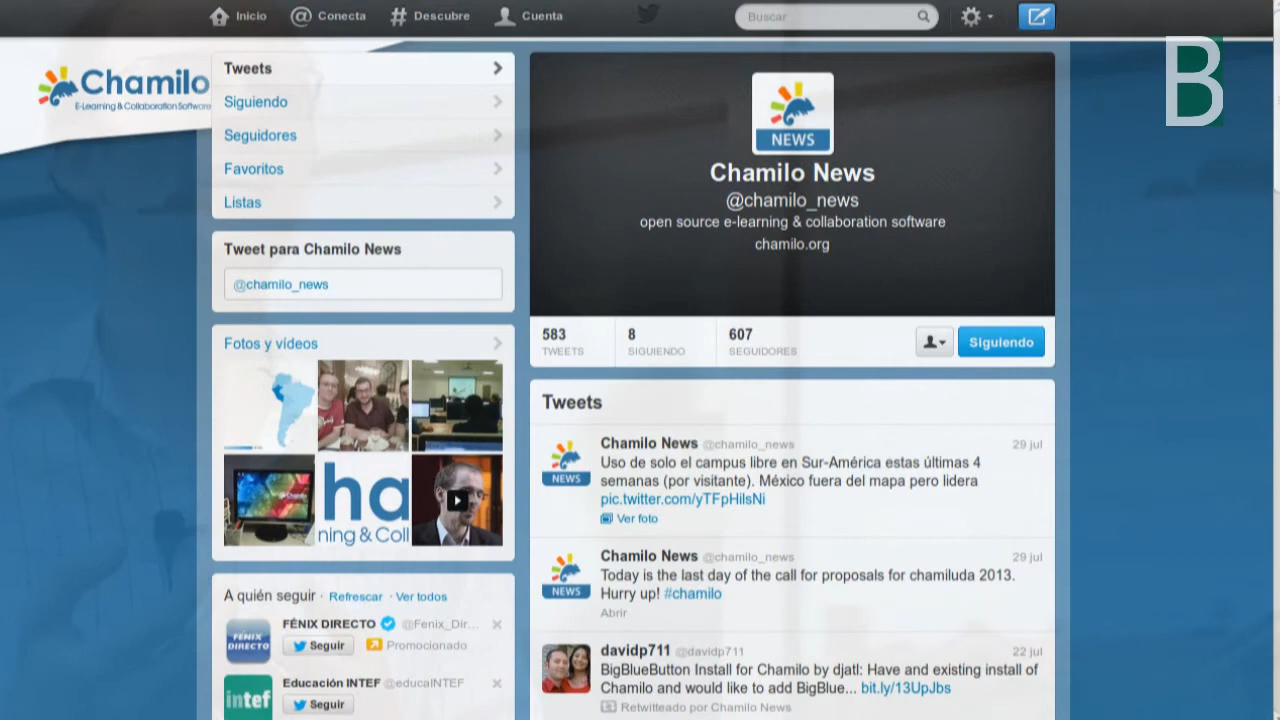 Inicio
Conecta
Descubre
Cuenta
Buscar
Chamilo
E-Learning & Collaboration Software
B
Tweets
Siguiendo
Seguidores
Favoritos
Listas
Tweet para Chamilo News
@chamilo_news
Fotos y vídeos
ha
ning & Coll
A quién seguir · Refrescar · Ver todos
FÉNIX DIRECTO @Fenix_Dir...
FÉNIX
DIRECTO
Seguir
Promocionado
Educación INTEF @educaINTEF
intef
Seguir
NEWS
Chamilo News
@chamilo_news
open source e-learning & collaboration software
chamilo.org
583
TWEETS
8
SIGUIENDO
607
SEGUIDORES
Siguiendo
Tweets
NEWS
Chamilo News @chamilo_news 29 jul
Uso de solo el campus libre en Sur-América estas últimas 4
semanas (por visitante). México fuera del mapa pero lidera
pic.twitter.com/yTFpHilsNi
Ver foto
NEWS
Chamilo News @chamilo_news 29 jul
Today is the last day of the call for proposals for chamiluda 2013.
Hurry up! #chamilo
Abrir
davidp711 @davidp711 22 jul
BigBlueButton Install for Chamilo by djatl: Have and existing install of
Chamilo and would like to add BigBlue... bit.ly/13UpJbs
Retwitteado por Chamilo News